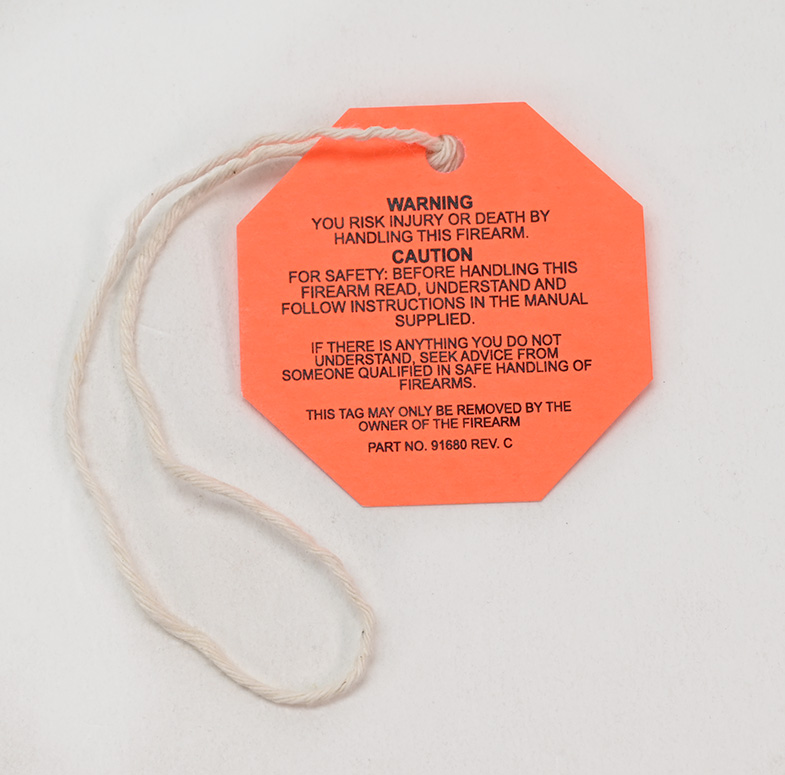 WARNING
YOU RISK INJURY OR DEATH BY
HANDLING THIS FIREARM.
CAUTION
FOR SAFETY: BEFORE HANDLING THIS
FIREARM READ, UNDERSTAND AND
FOLLOW INSTRUCTIONS IN THE MANUAL
SUPPLIED.
IF THERE IS ANYTHING YOU DO NOT
UNDERSTAND, SEEK ADVICE FROM
SOMEONE QUALIFIED IN SAFE HANDLING OF
FIREARMS.
THIS TAG MAY ONLY BE REMOVED BY THE
OWNER OF THE FIREARM
PART NO. 91680 REV. C